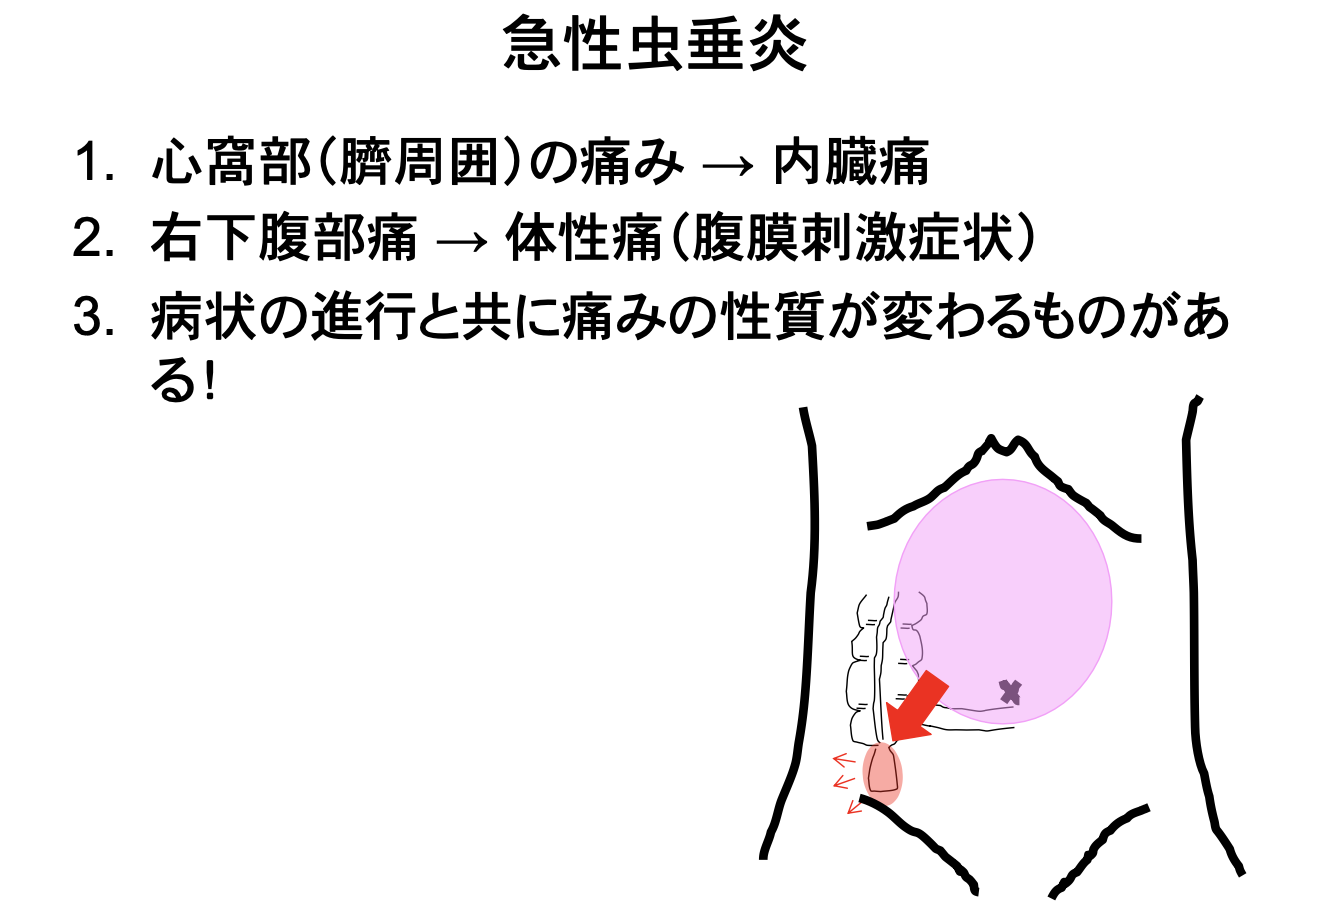 急性虫垂炎
1. 心窩部（臍周囲）の痛み → 内臓痛
2. 右下腹部痛 → 体性痛（腹膜刺激症状）
3. 病状の進行と共に痛みの性質が変わるものがあ
る！